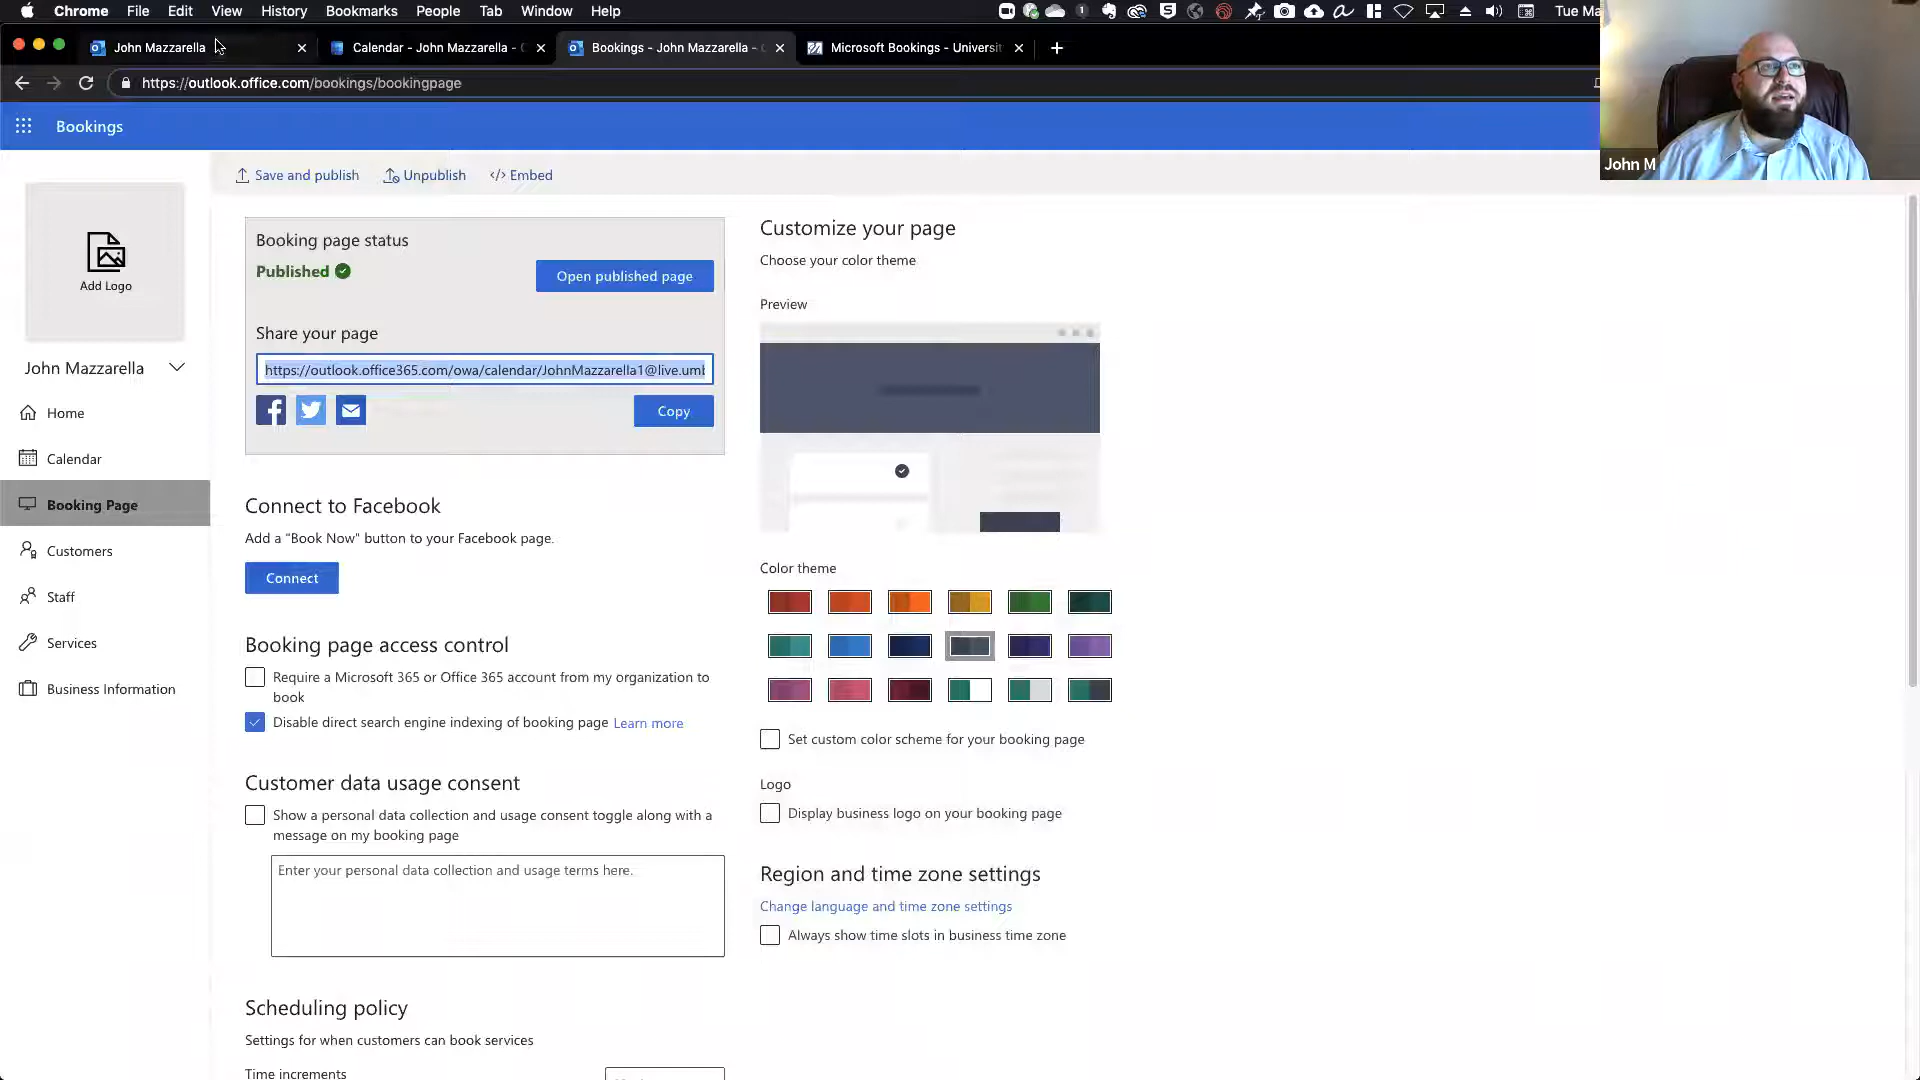 Chrome File Edit View History Bookmarks People Tab Window Help
Tue Ma
John Mazzarella
Calendar - John Mazzarella -
Bookings - John Mazzarella -
Microsoft Bookings - Universi
https://outlook.office.com/bookings/bookingpage
Bookings
John M
Save and publish
Unpublish
</> Embed
Add Logo
John Mazzarella
Home
Calendar
Booking Page
Customers
Staff
Services
Business Information
Booking page status
Published
Open published page
Share your page
https://outlook.office365.com/owa/calendar/JohnMazzarella1@live.umb
Copy
Connect to Facebook
Add a "Book Now" button to your Facebook page.
Connect
Booking page access control
Require a Microsoft 365 or Office 365 account from my organization to
book
Disable direct search engine indexing of booking page Learn more
Customer data usage consent
Show a personal data collection and usage consent toggle along with a
message on my booking page
Enter your personal data collection and usage terms here.
Scheduling policy
Settings for when customers can book services
Time increments
Customize your page
Choose your color theme
Preview
Color theme
Set custom color scheme for your booking page
Logo
Display business logo on your booking page
Region and time zone settings
Change language and time zone settings
Always show time slots in business time zone